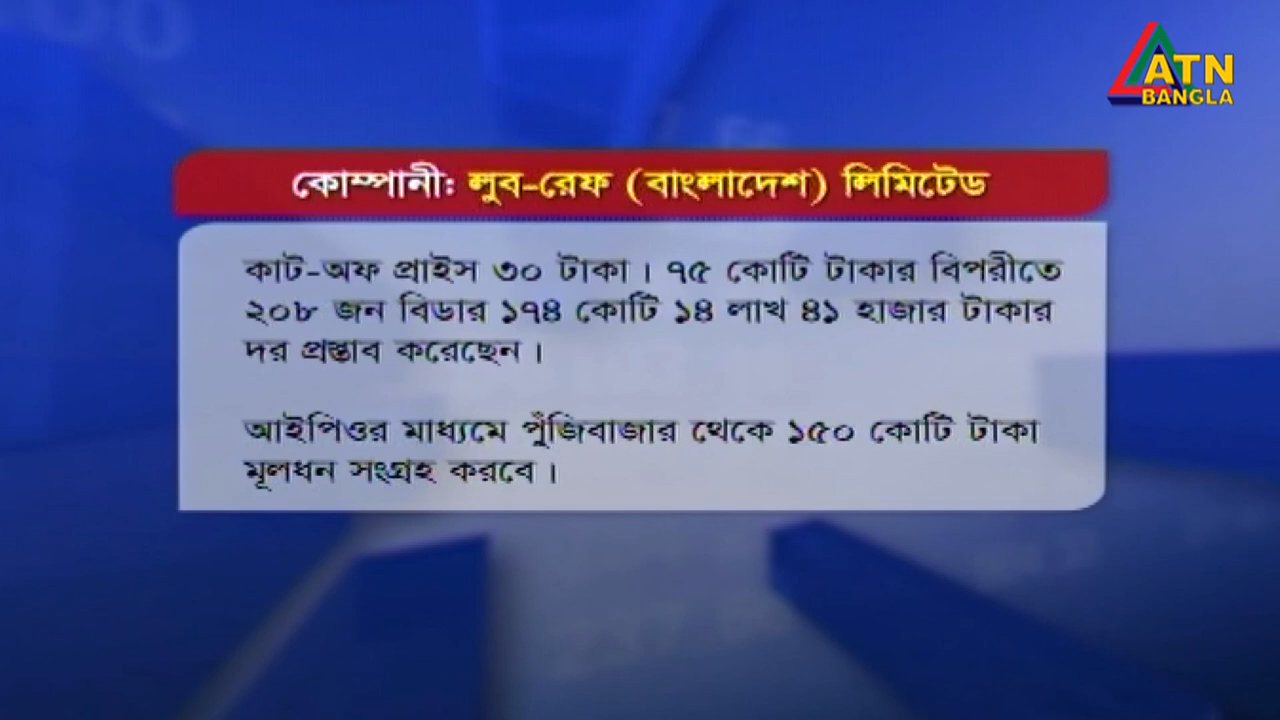 ATN
BANGLA
কোম্পানী: লুব-রেফ (বাংলাদেশ) লিমিটেড
কাট-অফ প্রাইস ৩০ টাকা। ৭৫ কোটি টাকার বিপরীতে
২০৮ জন বিডার ১৭৪ কোটি ১৪ লাখ ৪১ হাজার টাকার
দর প্রস্তাব করেছেন।
আইপিওর মাধ্যমে পুঁজিবাজার থেকে ১৫০ কোটি টাকা
মূলধন সংগ্রহ করবে।